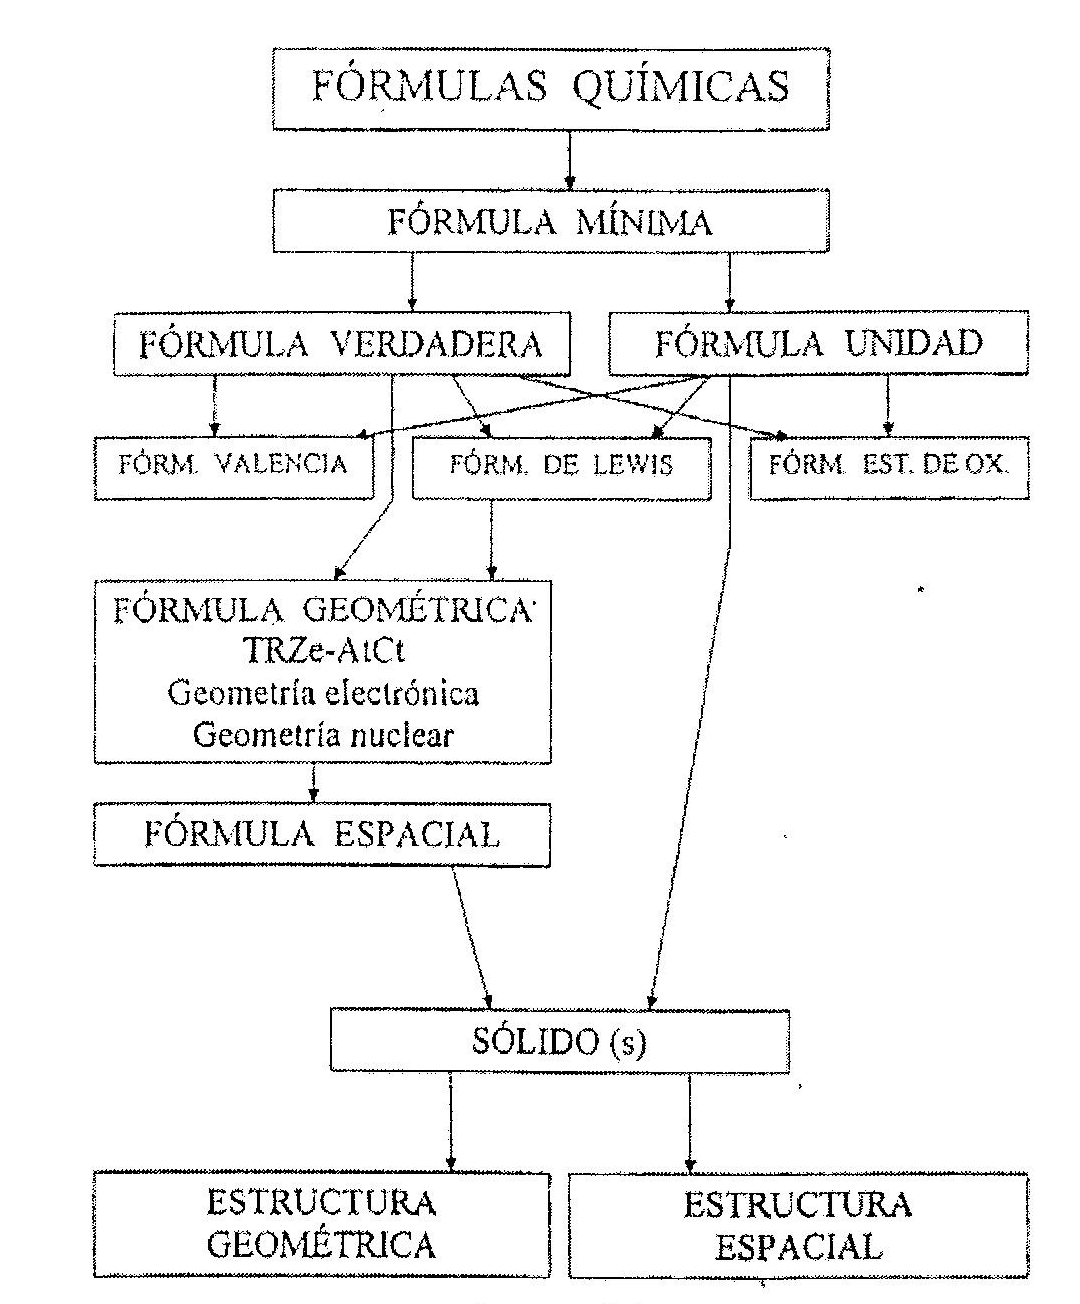 FÓRMULAS QUÍMICAS
FÓRMULA MÍNIMA
FÓRMULA VERDADERA
FÓRMULA UNIDAD
FÓRM. VALENCIA
FÓRM. DE LEWIS
FÓRM. EST. DE OX.
FÓRMULA GEOMÉTRICA
TRZe-AtCt
Geometría electrónica
Geometría nuclear
FÓRMULA ESPACIAL
SÓLIDO (s)
ESTRUCTURA
GEOMÉTRICA
ESTRUCTURA
ESPACIAL